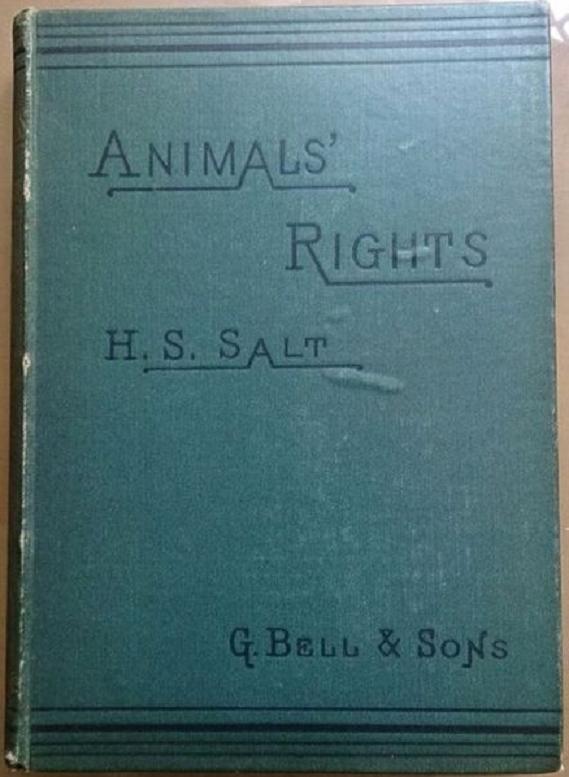 ANIMALS'
RIGHTS
H. S. SALT
G. BELL & SONS